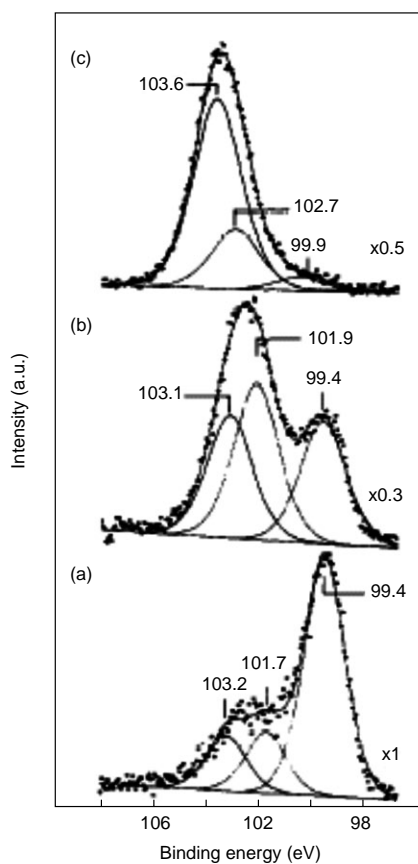 (c)
103.6
102.7
99.9
x0.5
(b)
101.9
103.1
99.4
x0.3
(a)
99.4
101.7
103.2
x1
Intensity (a.u.)
106 102 98
Binding energy (eV)